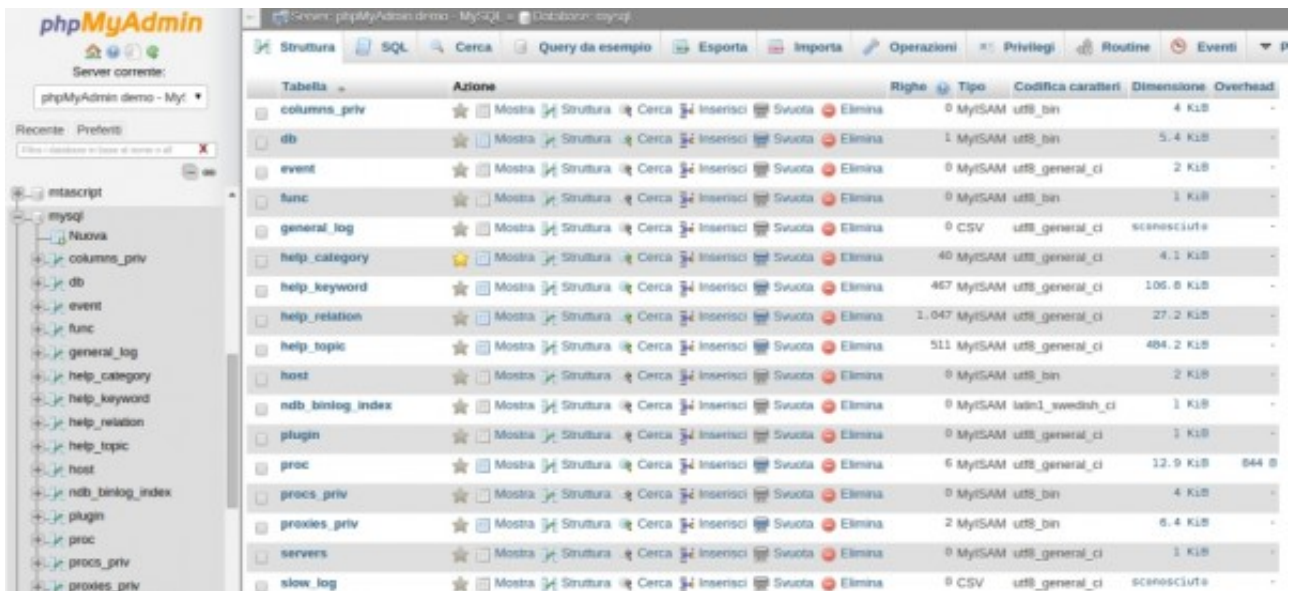 phpMyAdmin
Server corrente:
phpMyAdmin demo - MyS
Recente Preferiti
mtascript
mysql
Nuova
columns_priv
db
event
func
general_log
help_category
help_keyword
help_relation
help_topic
host
ndb_binlog_index
plugin
proc
procs_priv
proxies_priv
Server: phpMyAdmin demo - MySQL » Database: mysql
Struttura SQL Cerca Query da esempio Esporta Importa Operazioni Privilegi Routine Eventi
Tabella Azione Righe Tipo Codifica caratteri Dimensione Overhead
columns_priv Mostra Struttura Cerca Inserisci Svuota Elimina 0 MyISAM utf8_bin 4 KiB -
db Mostra Struttura Cerca Inserisci Svuota Elimina 1 MyISAM utf8_bin 5.4 KiB -
event Mostra Struttura Cerca Inserisci Svuota Elimina 0 MyISAM utf8_general_ci 2 KiB -
func Mostra Struttura Cerca Inserisci Svuota Elimina 0 MyISAM utf8_bin 1 KiB -
general_log Mostra Struttura Cerca Inserisci Svuota Elimina 0 CSV utf8_general_ci sconosciuto -
help_category Mostra Struttura Cerca Inserisci Svuota Elimina 40 MyISAM utf8_general_ci 4.1 KiB -
help_keyword Mostra Struttura Cerca Inserisci Svuota Elimina 467 MyISAM utf8_general_ci 106.8 KiB -
help_relation Mostra Struttura Cerca Inserisci Svuota Elimina 1,047 MyISAM utf8_general_ci 27.2 KiB -
help_topic Mostra Struttura Cerca Inserisci Svuota Elimina 511 MyISAM utf8_general_ci 484.2 KiB -
host Mostra Struttura Cerca Inserisci Svuota Elimina 0 MyISAM utf8_bin 2 KiB -
ndb_binlog_index Mostra Struttura Cerca Inserisci Svuota Elimina 0 MyISAM latin1_swedish_ci 1 KiB -
plugin Mostra Struttura Cerca Inserisci Svuota Elimina 0 MyISAM utf8_general_ci 1 KiB -
proc Mostra Struttura Cerca Inserisci Svuota Elimina 6 MyISAM utf8_general_ci 12.9 KiB 844 B
procs_priv Mostra Struttura Cerca Inserisci Svuota Elimina 0 MyISAM utf8_bin 4 KiB -
proxies_priv Mostra Struttura Cerca Inserisci Svuota Elimina 2 MyISAM utf8_bin 6.4 KiB -
servers Mostra Struttura Cerca Inserisci Svuota Elimina 0 MyISAM utf8_general_ci 1 KiB -
slow_log Mostra Struttura Cerca Inserisci Svuota Elimina 0 CSV utf8_general_ci sconosciuto -